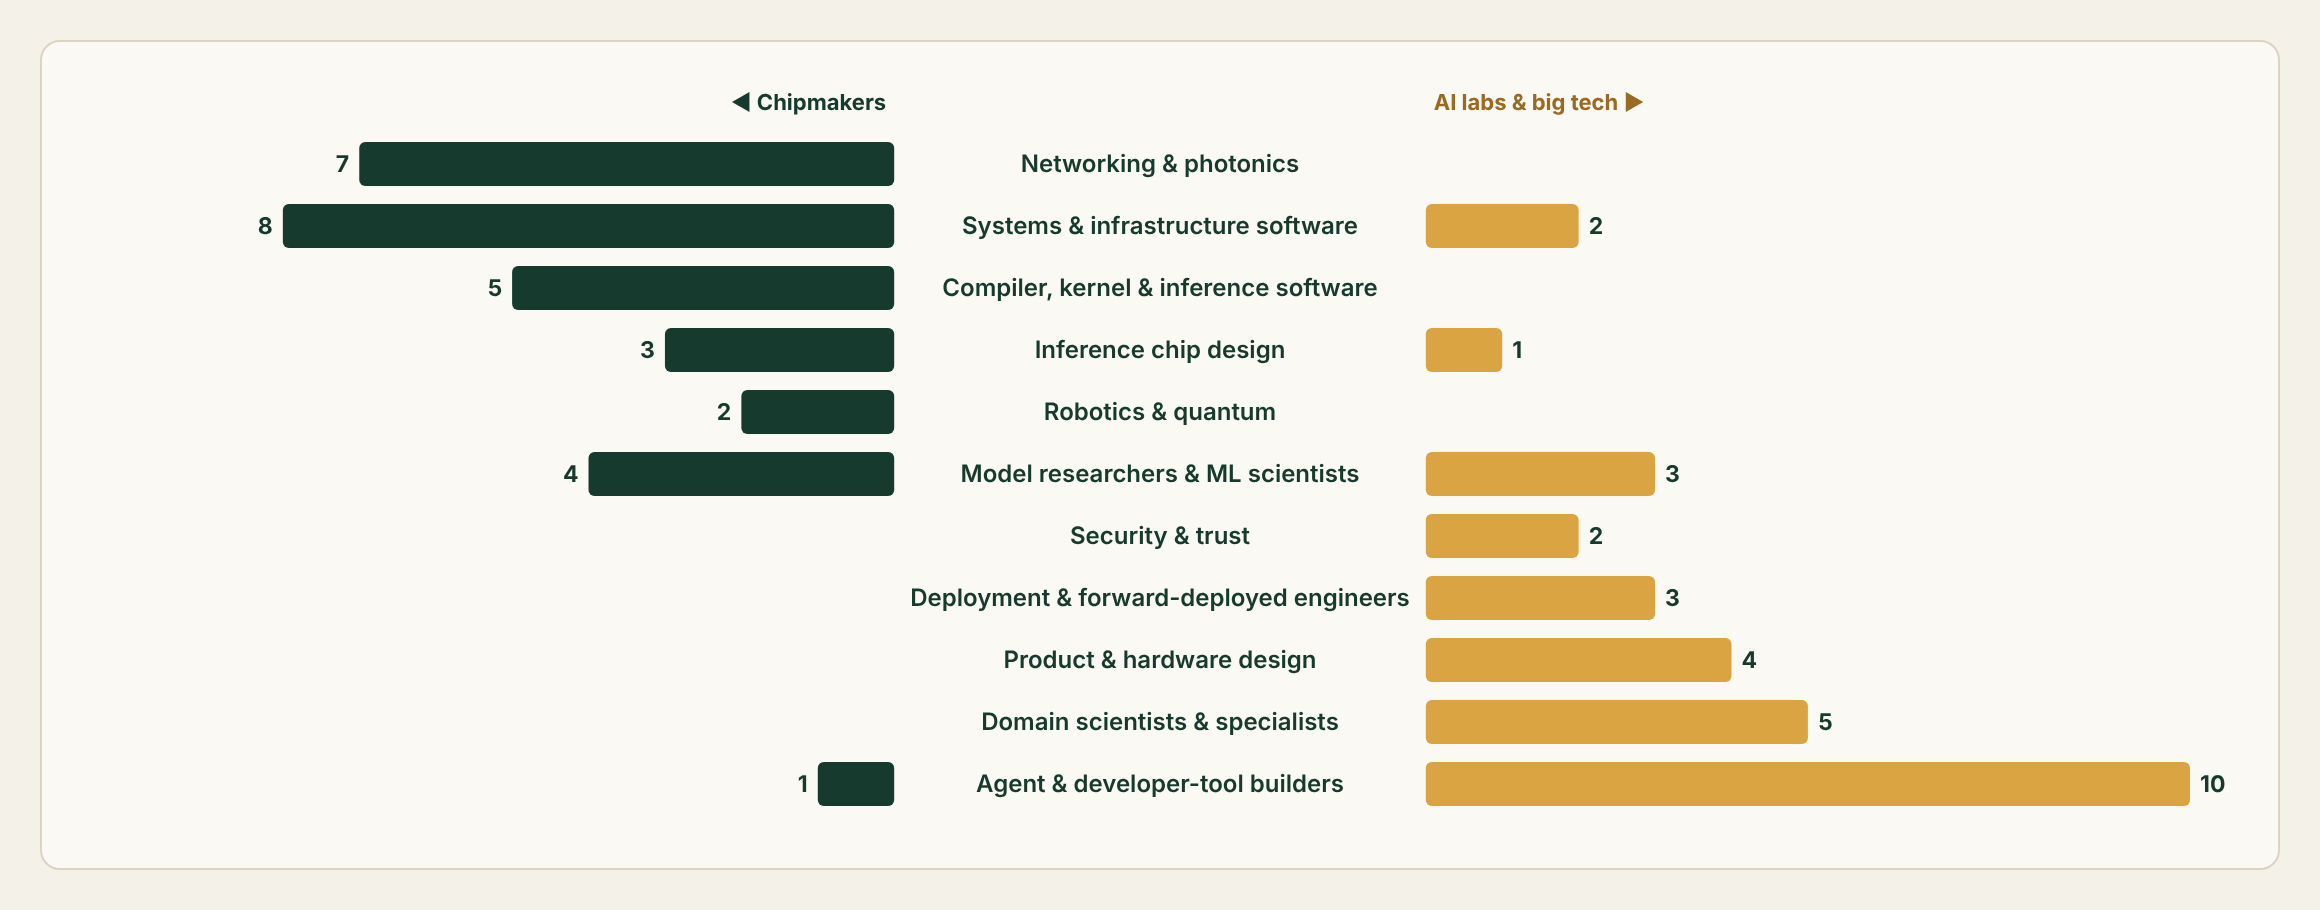 ◀ Chipmakers AI labs & big tech ▶
7 Networking & photonics
8 Systems & infrastructure software 2
5 Compiler, kernel & inference software
3 Inference chip design 1
2 Robotics & quantum
4 Model researchers & ML scientists 3
Security & trust 2
Deployment & forward-deployed engineers 3
Product & hardware design 4
Domain scientists & specialists 5
1 Agent & developer-tool builders 10